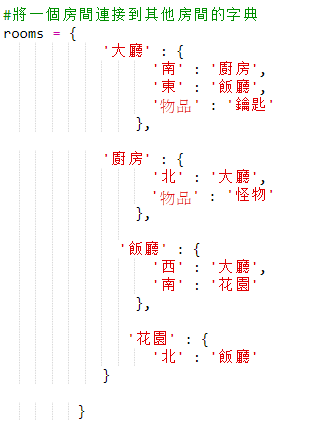 #將一個房間連接到其他房間的字典
rooms = {
'大廳' : {
'南' : '廚房',
'東' : '飯廳',
'物品' : '鑰匙'
},
'廚房' : {
'北' : '大廳',
'物品' : '怪物'
},
'飯廳' : {
'西' : '大廳',
'南' : '花園'
},
'花園' : {
'北' : '飯廳'
}
}